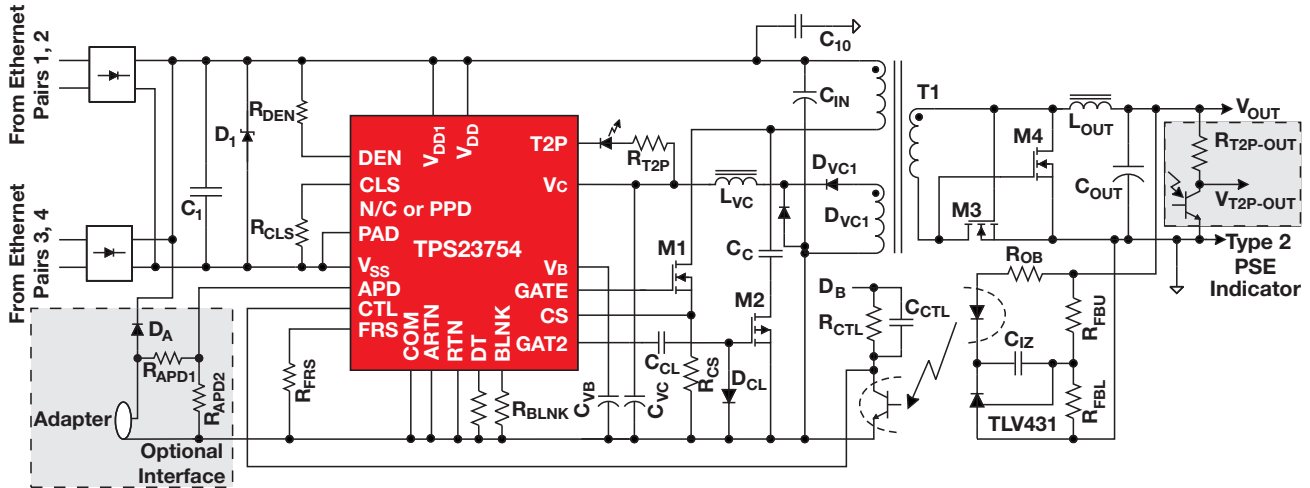 From Ethernet
Pairs 1, 2
From Ethernet
Pairs 3, 4
C10
CIN
T1
RDEN
D1
C1
RCLS
DEN
CLS
N/C or PPD
PAD
VSS
APD
CTL
FRS
VDD1
VDD
TPS23754
T2P
VC
VB
GATE
CS
GAT2
COM
ARTN
RTN
DT
BLNK
RT2P
LVC
DVC1
DVC1
CC
M1
M2
M3
M4
LOUT
COUT
VOUT
RT2P-OUT
VT2P-OUT
Type 2
PSE
Indicator
ROB
RFBU
CIZ
RFBL
TLV431
DB
RCTL
CCTL
CCL
DCL
RCS
CVC
CVB
RBLNK
RFRS
DA
RAPD1
RAPD2
Adapter
Optional
Interface